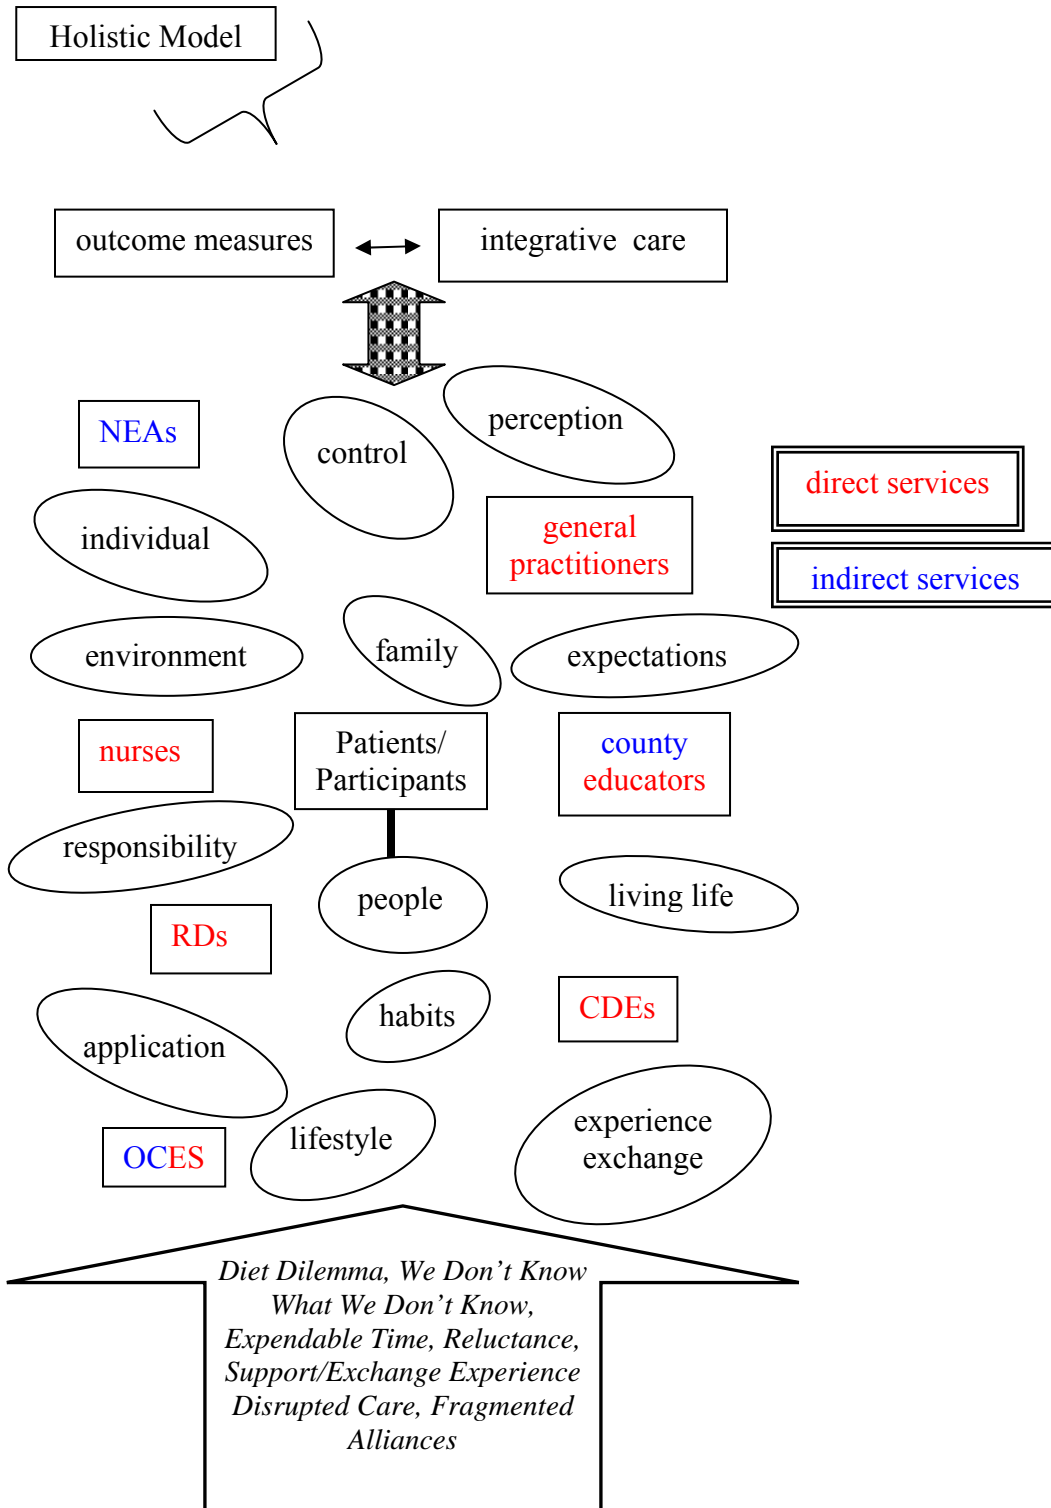 Holistic Model
outcome measures
integrative care
perception
NEAs
control
direct services
general
practitioners
individual
indirect services
family
environment
expectations
nurses
Patients/
Participants
county
educators
responsibility
people
living life
RDs
habits
CDEs
application
lifestyle
experience
exchange
OCES
Diet Dilemma, We Don’t Know
What We Don’t Know,
Expendable Time, Reluctance,
Support/Exchange Experience
Disrupted Care, Fragmented
Alliances